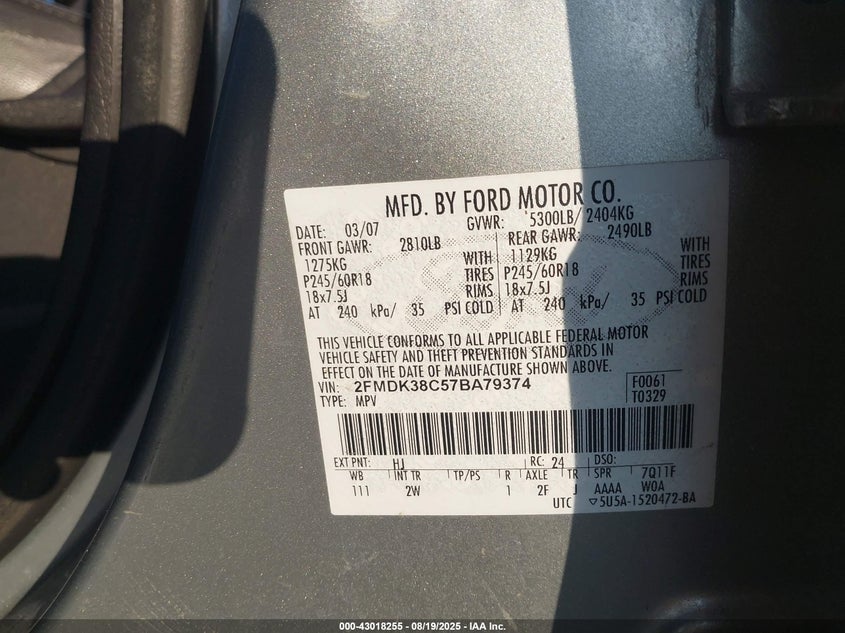 MFD. BY FORD MOTOR CO.
DATE: 03/07 GVWR: 5300LB/ 2404KG
FRONT GAWR: 2810LB REAR GAWR: 2490LB
1275KG WITH 1129KG WITH
P245/60R18 TIRES P245/60R18 TIRES
18x7.5J RIMS 18x7.5J RIMS
AT 240 kPa/ 35 PSI COLD AT 240 kPa/ 35 PSI COLD
THIS VEHICLE CONFORMS TO ALL APPLICABLE FEDERAL MOTOR
VEHICLE SAFETY AND THEFT PREVENTION STANDARDS IN
EFFECT ON THE DATE OF MANUFACTURE SHOWN ABOVE.
VIN: 2FMDK38C57BA79374 F0061
TYPE: MPV T0329
EXT PNT: HJ RC: 24 DSO:
WB INT TR TP/PS R AXLE TR SPR 7Q11F
111 2W 1 2F J AAAA WOA
UTC ▽5U5A-1520472-BA
000-43018255 - 08/19/2025 - IAA Inc.